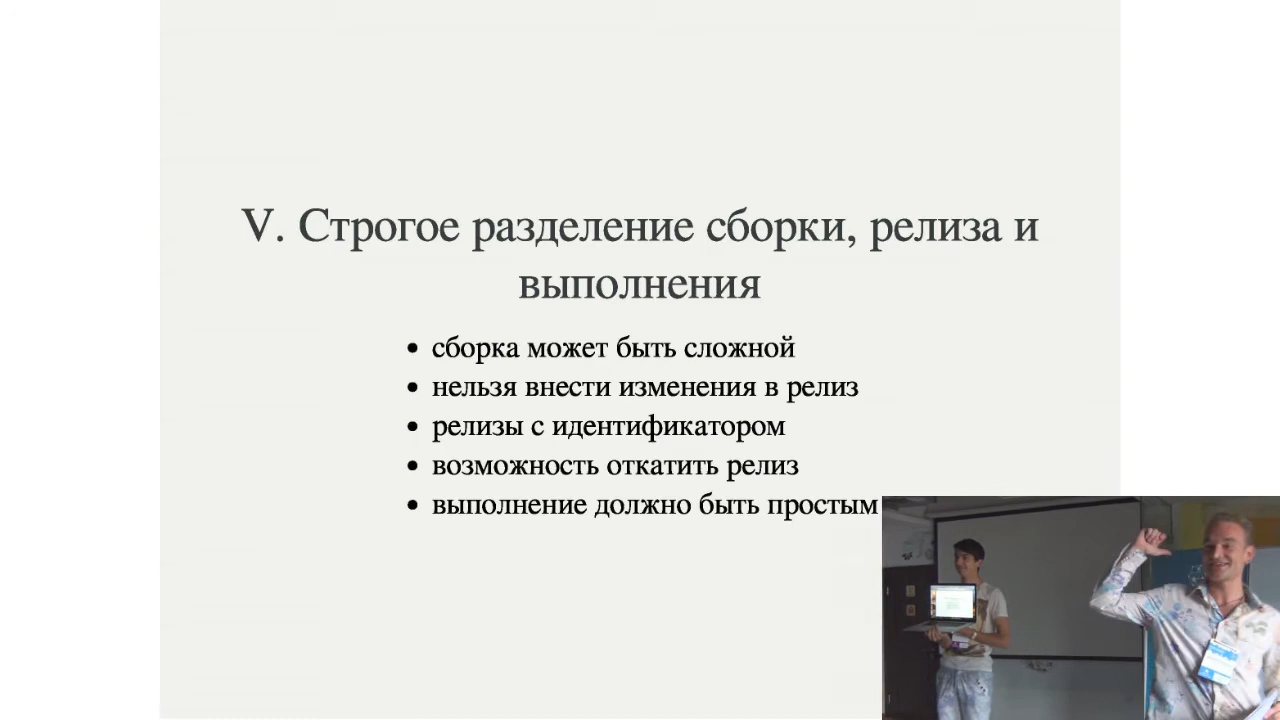 V. Строгое разделение сборки, релиза и
выполнения
• сборка может быть сложной
• нельзя внести изменения в релиз
• релизы с идентификатором
• возможность откатить релиз
• выполнение должно быть простым